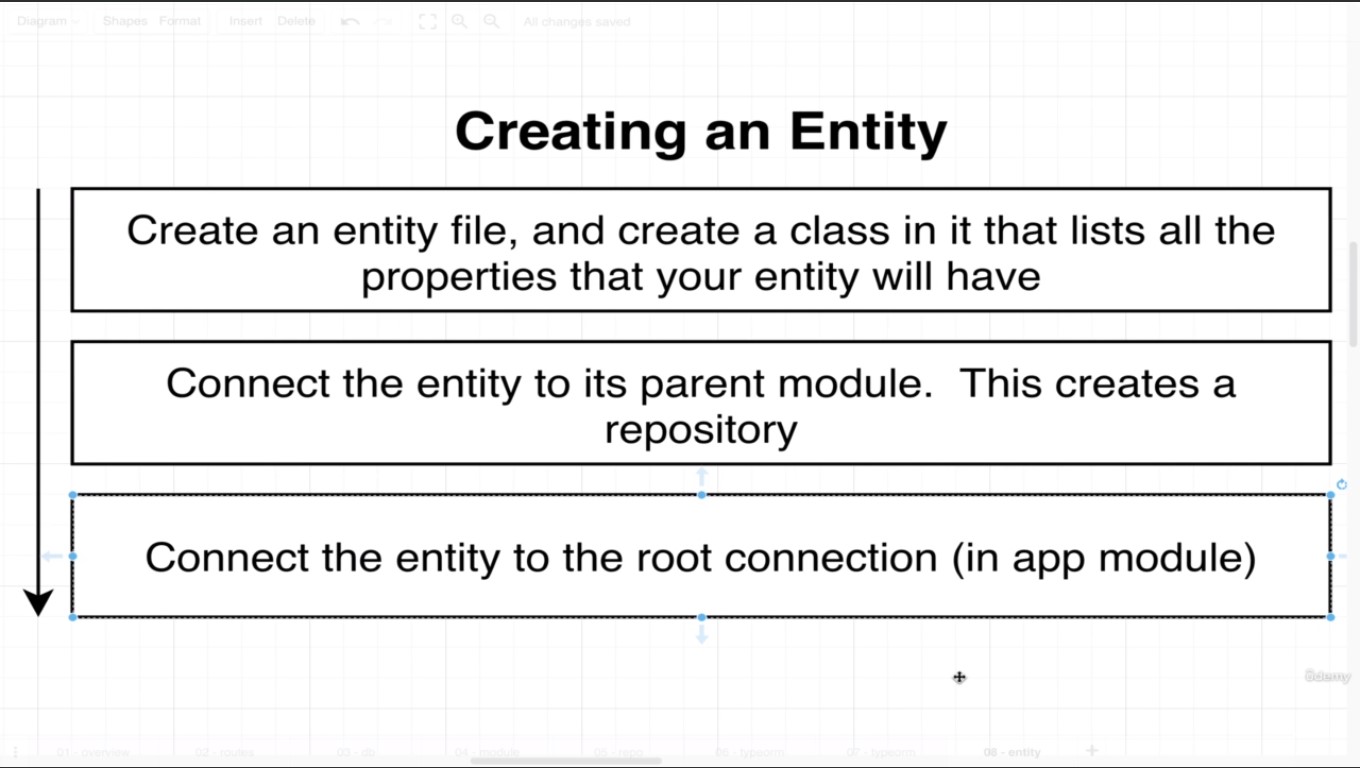 Diagram Shapes Format Insert Delete All changes saved
Creating an Entity
Create an entity file, and create a class in it that lists all the
properties that your entity will have
Connect the entity to its parent module.  This creates a
repository
Connect the entity to the root connection (in app module)
ûdemy
01 - overview 02 - routes 03 - db 04 - module 05 - repo 06 - typeorm 07 - typeorm 08 - entity